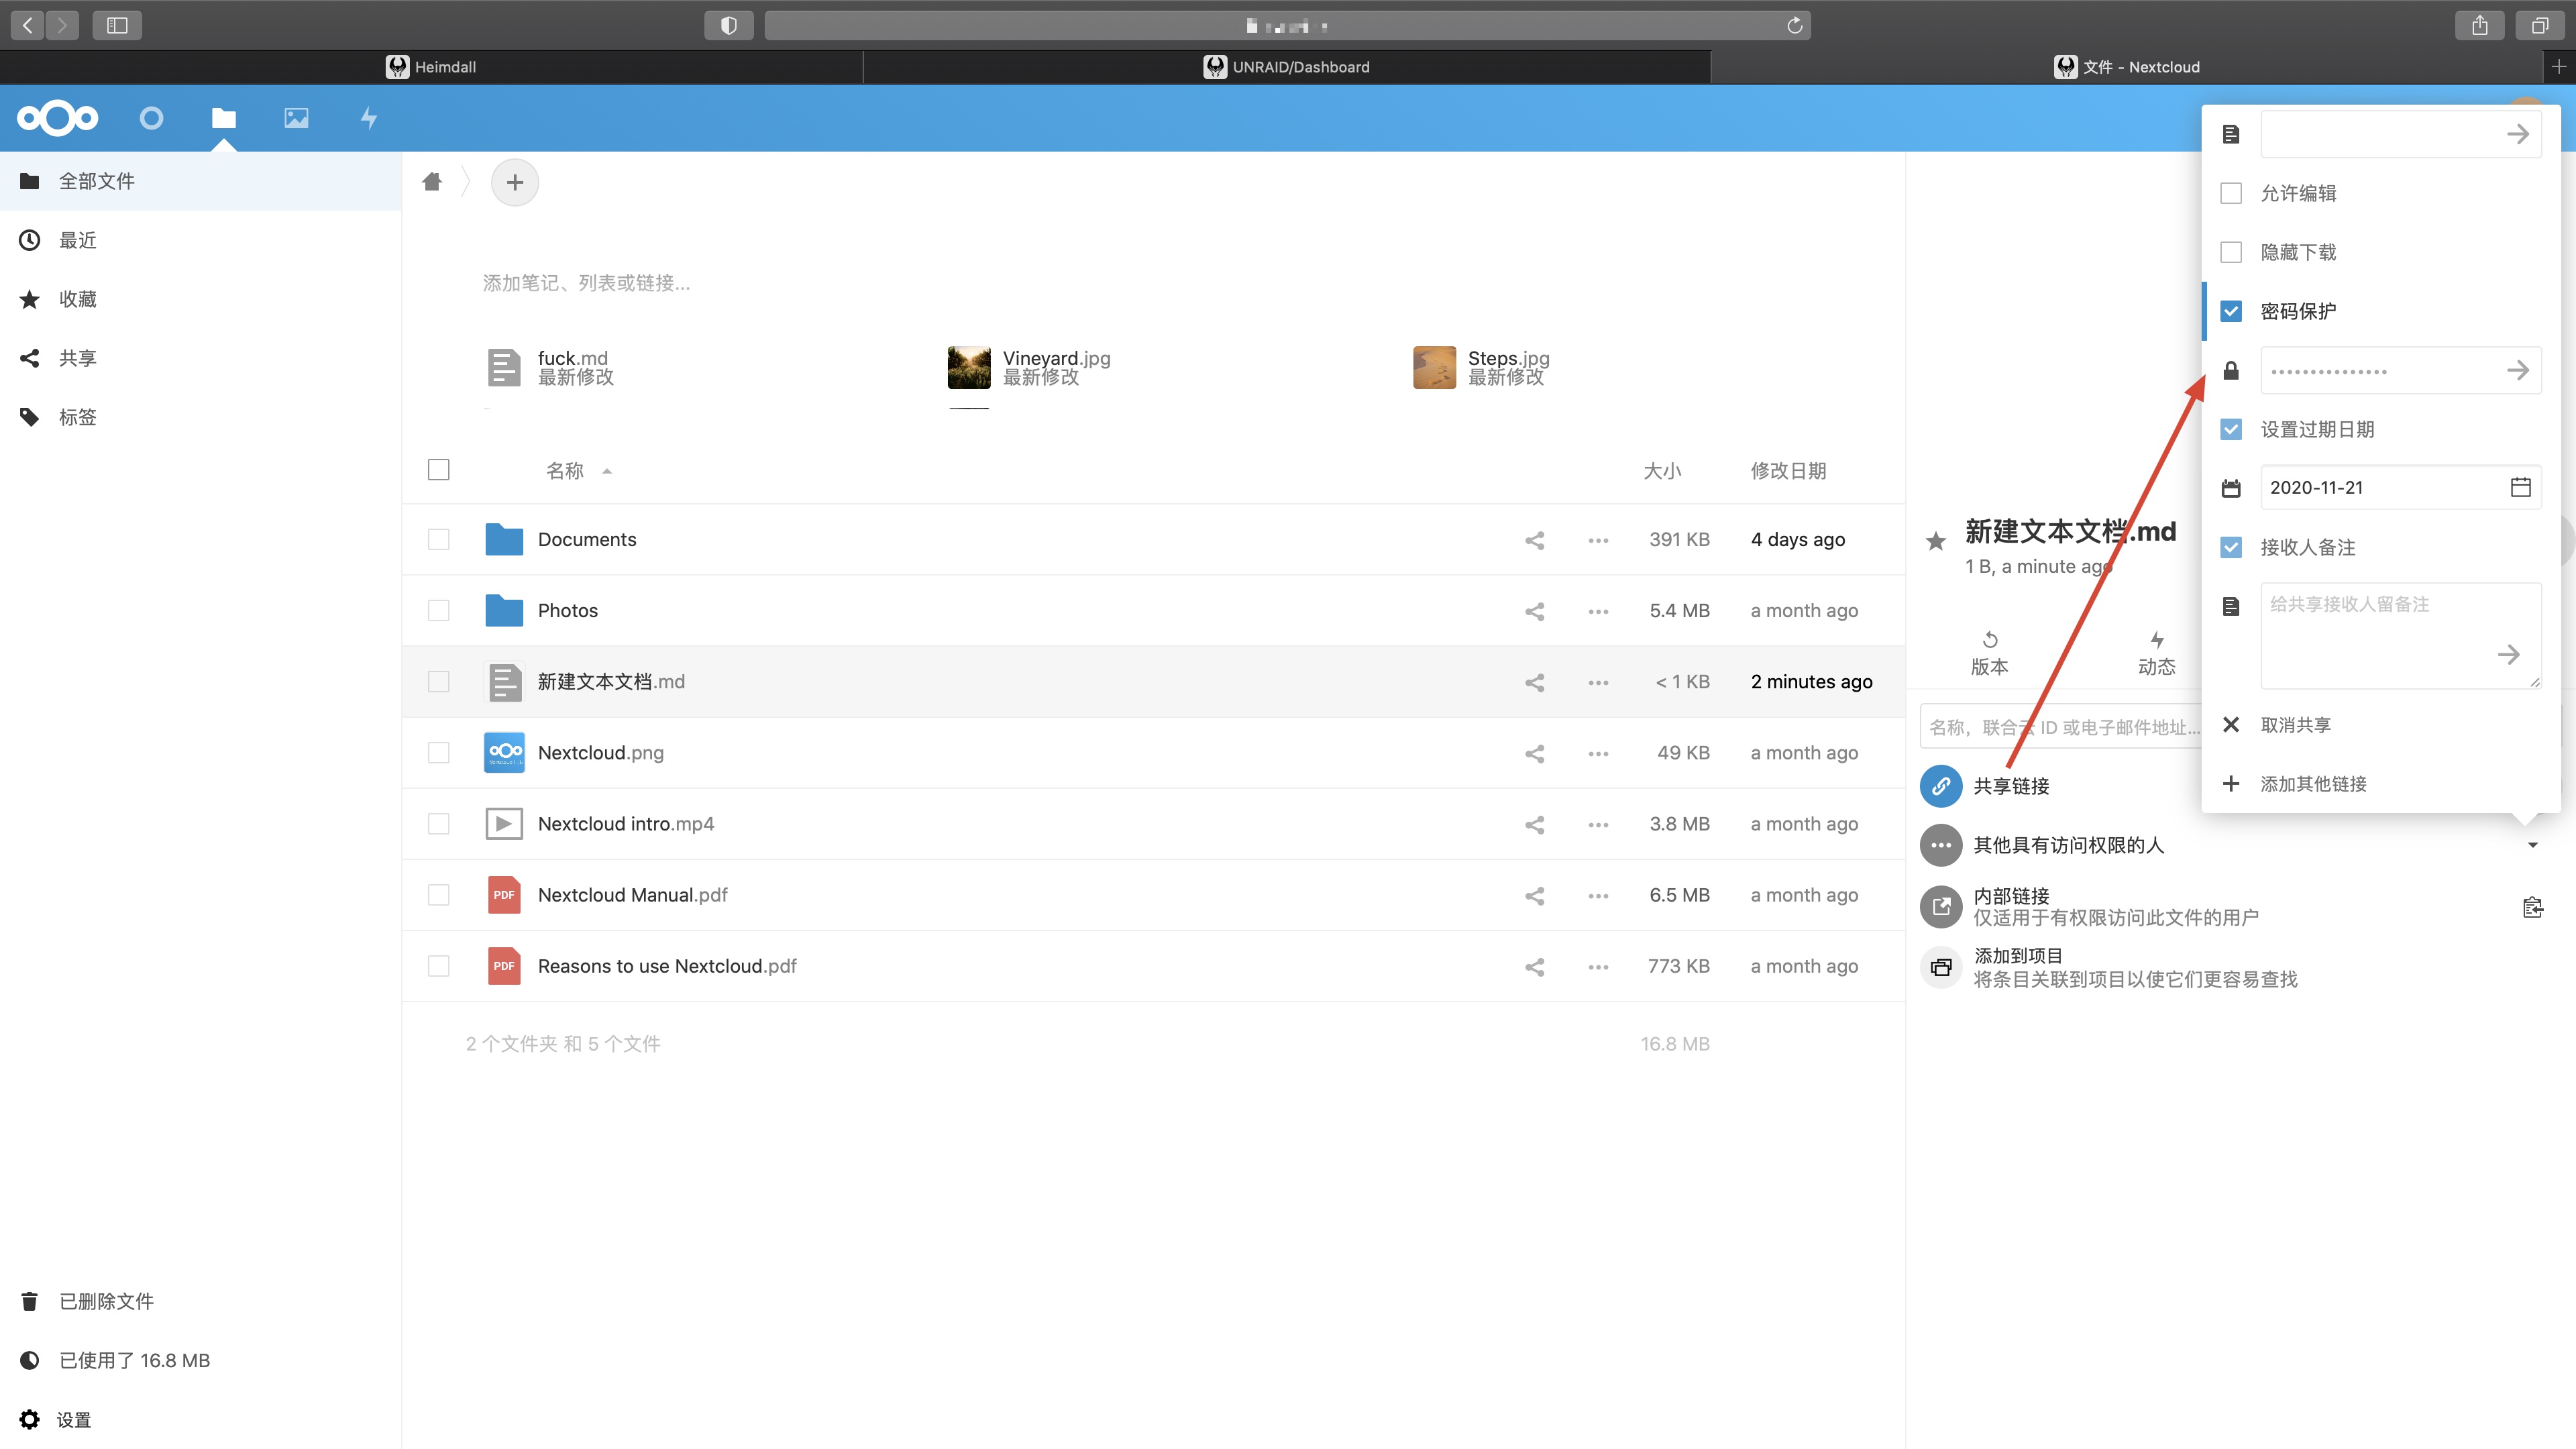 Heimdall
UNRAID/Dashboard
文件 - Nextcloud
全部文件
最近
收藏
共享
标签
已删除文件
已使用了 16.8 MB
设置
添加笔记、列表或链接...
fuck.md
最新修改
Vineyard.jpg
最新修改
Steps.jpg
最新修改
名称
大小
修改日期
Documents
391 KB
4 days ago
Photos
5.4 MB
a month ago
新建文本文档.md
< 1 KB
2 minutes ago
Nextcloud.png
49 KB
a month ago
Nextcloud intro.mp4
3.8 MB
a month ago
PDF
Nextcloud Manual.pdf
6.5 MB
a month ago
PDF
Reasons to use Nextcloud.pdf
773 KB
a month ago
2 个文件夹 和 5 个文件
16.8 MB
新建文本文档.md
1 B, a minute ago
版本
动态
名称，联合云 ID 或电子邮件地址...
共享链接
其他具有访问权限的人
内部链接
仅适用于有权限访问此文件的用户
添加到项目
将条目关联到项目以使它们更容易查找
允许编辑
隐藏下载
密码保护
设置过期日期
2020-11-21
接收人备注
给共享接收人留备注
取消共享
添加其他链接